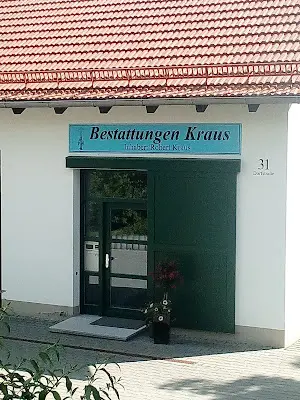 Bestattungen Kraus
Inhaber: Robert Kraus
31